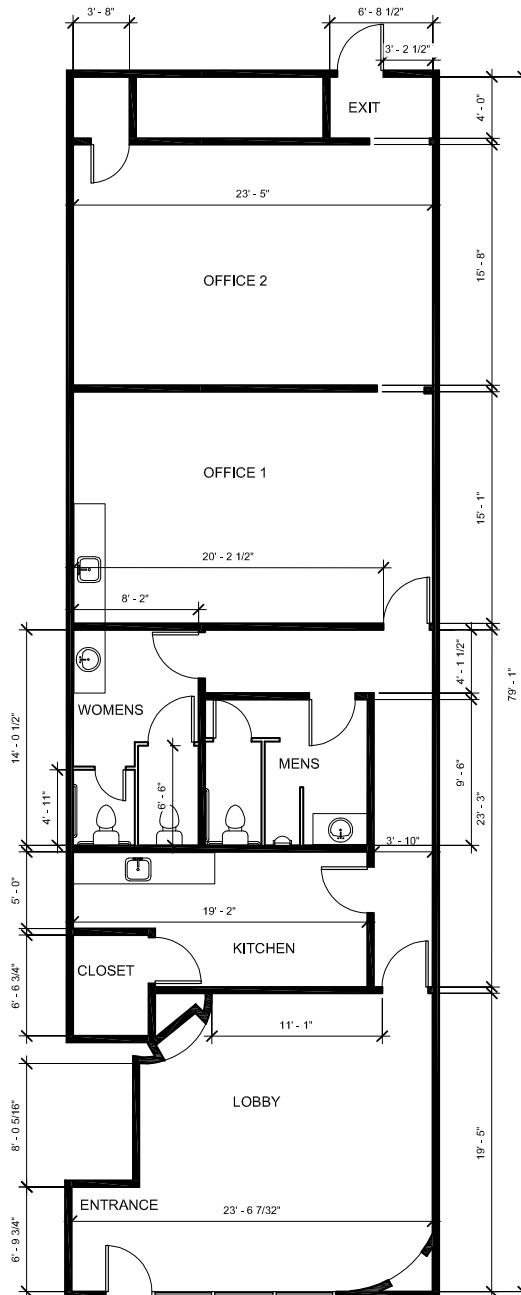 3' - 8"
6' - 8 1/2"
3' - 2 1/2"
EXIT
4' - 0"
23' - 5"
15' - 8"
OFFICE 2
OFFICE 1
15' - 1"
20' - 2 1/2"
8' - 2"
4' - 1 1/2"
79' - 1"
WOMENS
14' - 0 1/2"
MENS
9' - 6"
23' - 3"
6' - 6"
4' - 11"
3' - 10"
5' - 0"
19' - 2"
KITCHEN
CLOSET
6' - 6 3/4"
11' - 1"
LOBBY
8' - 0 5/16"
19' - 5"
ENTRANCE
23' - 6 7/32"
6' - 9 3/4"